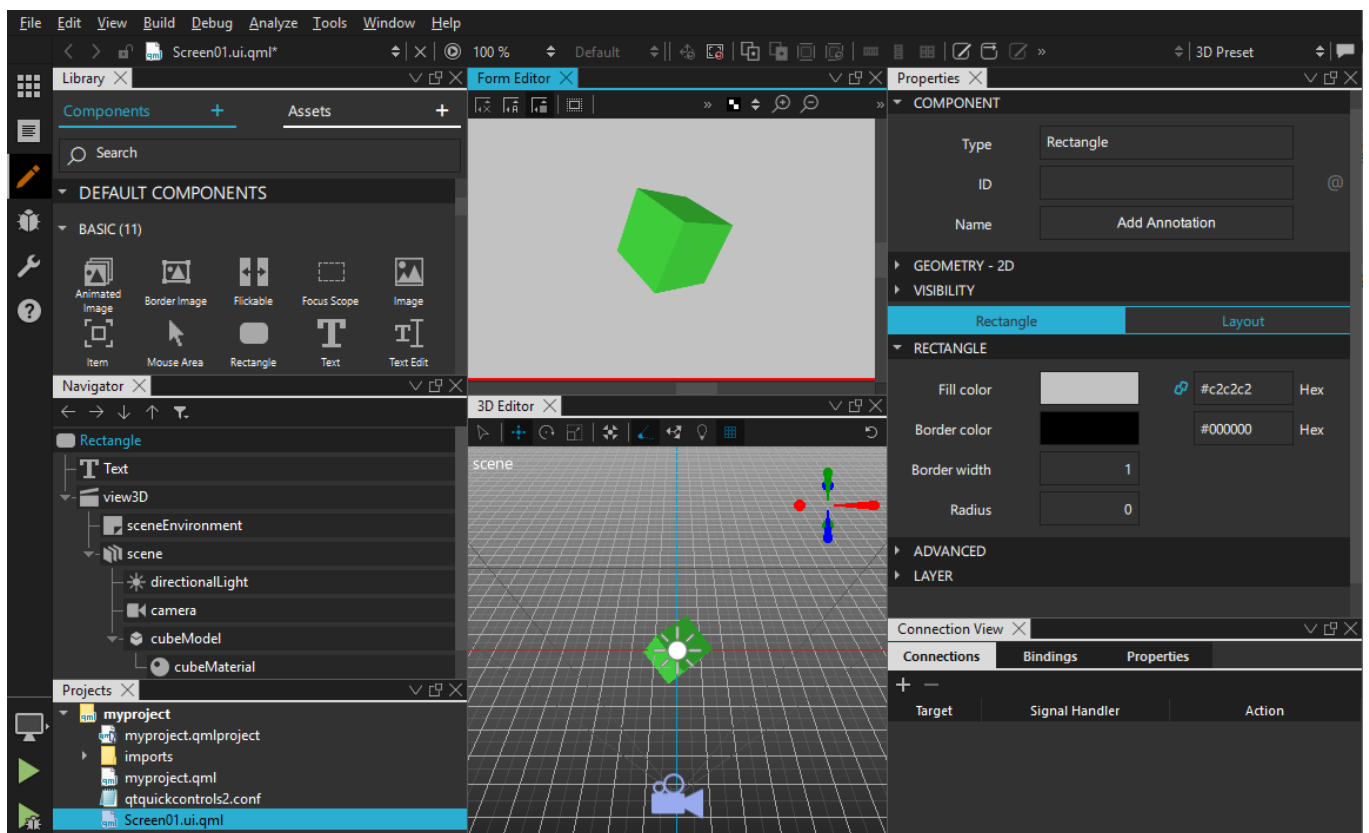 File Edit View Build Debug Analyze Tools Window Help
Screen01.ui.qml* 100 % Default » 3D Preset
Library
Components + Assets +
Search
DEFAULT COMPONENTS
BASIC (11)
Animated Image Border Image Flickable Focus Scope Image
Item Mouse Area Rectangle Text Text Edit
Navigator
Rectangle
Text
view3D
sceneEnvironment
scene
directionalLight
camera
cubeModel
cubeMaterial
Projects
myproject
myproject.qmlproject
imports
myproject.qml
qtquickcontrols2.conf
Screen01.ui.qml
Form Editor
3D Editor
scene
Properties
COMPONENT
Type Rectangle
ID @
Name Add Annotation
GEOMETRY - 2D
VISIBILITY
Rectangle Layout
RECTANGLE
Fill color #c2c2c2 Hex
Border color #000000 Hex
Border width 1
Radius 0
ADVANCED
LAYER
Connection View
Connections Bindings Properties
+ −
Target Signal Handler Action